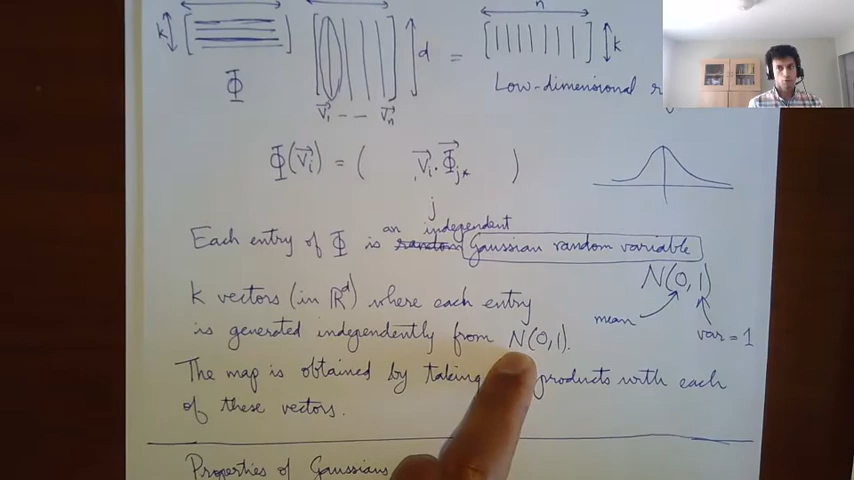 n
k [ ] [ ] d = [ ] k
Φ
v⃗₁ - - v⃗ₙ
Low-dimensional
Φ(v⃗ᵢ) = ( v⃗ᵢ · Φ⃗ⱼ* )
j
an independent
Each entry of Φ is random Gaussian random variable
N(0, 1)
k vectors (in ℝᵈ) where each entry
mean
var = 1
is generated independently from N(0,1).
The map is obtained by taking products with each
of these vectors.
Properties of Gaussians